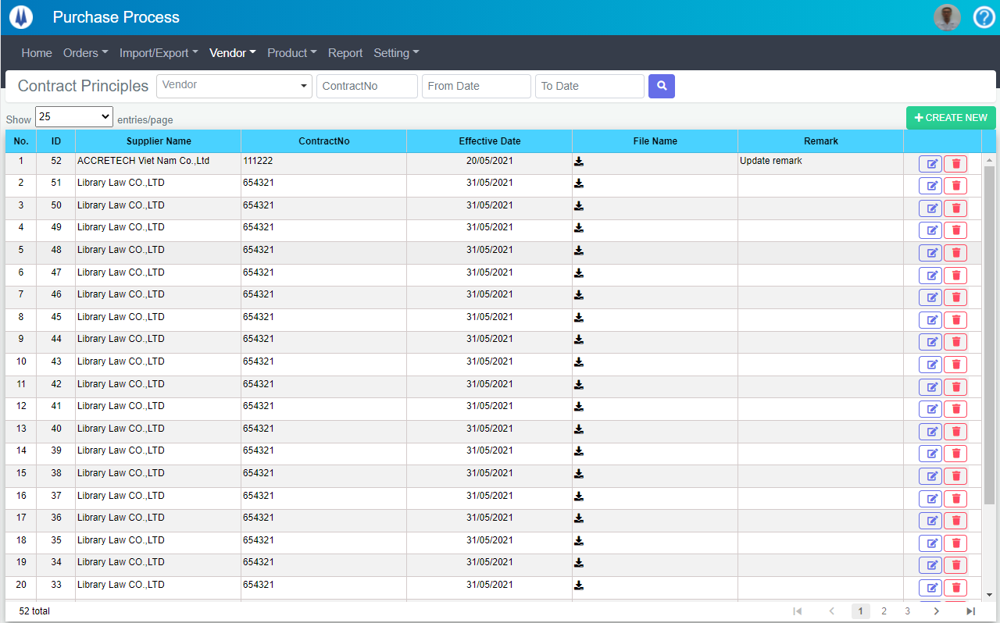 Purchase Process
Home Orders Import/Export Vendor Product Report Setting
Contract Principles Vendor ContractNo From Date To Date
Show 25 entries/page CREATE NEW
No. ID Supplier Name ContractNo Effective Date File Name Remark
1 52 ACCRETECH Viet Nam Co.,Ltd 111222 20/05/2021 Update remark
2 51 Library Law CO.,LTD 654321 31/05/2021
3 50 Library Law CO.,LTD 654321 31/05/2021
4 49 Library Law CO.,LTD 654321 31/05/2021
5 48 Library Law CO.,LTD 654321 31/05/2021
6 47 Library Law CO.,LTD 654321 31/05/2021
7 46 Library Law CO.,LTD 654321 31/05/2021
8 45 Library Law CO.,LTD 654321 31/05/2021
9 44 Library Law CO.,LTD 654321 31/05/2021
10 43 Library Law CO.,LTD 654321 31/05/2021
11 42 Library Law CO.,LTD 654321 31/05/2021
12 41 Library Law CO.,LTD 654321 31/05/2021
13 40 Library Law CO.,LTD 654321 31/05/2021
14 39 Library Law CO.,LTD 654321 31/05/2021
15 38 Library Law CO.,LTD 654321 31/05/2021
16 37 Library Law CO.,LTD 654321 31/05/2021
17 36 Library Law CO.,LTD 654321 31/05/2021
18 35 Library Law CO.,LTD 654321 31/05/2021
19 34 Library Law CO.,LTD 654321 31/05/2021
20 33 Library Law CO.,LTD 654321 31/05/2021
52 total 1 2 3